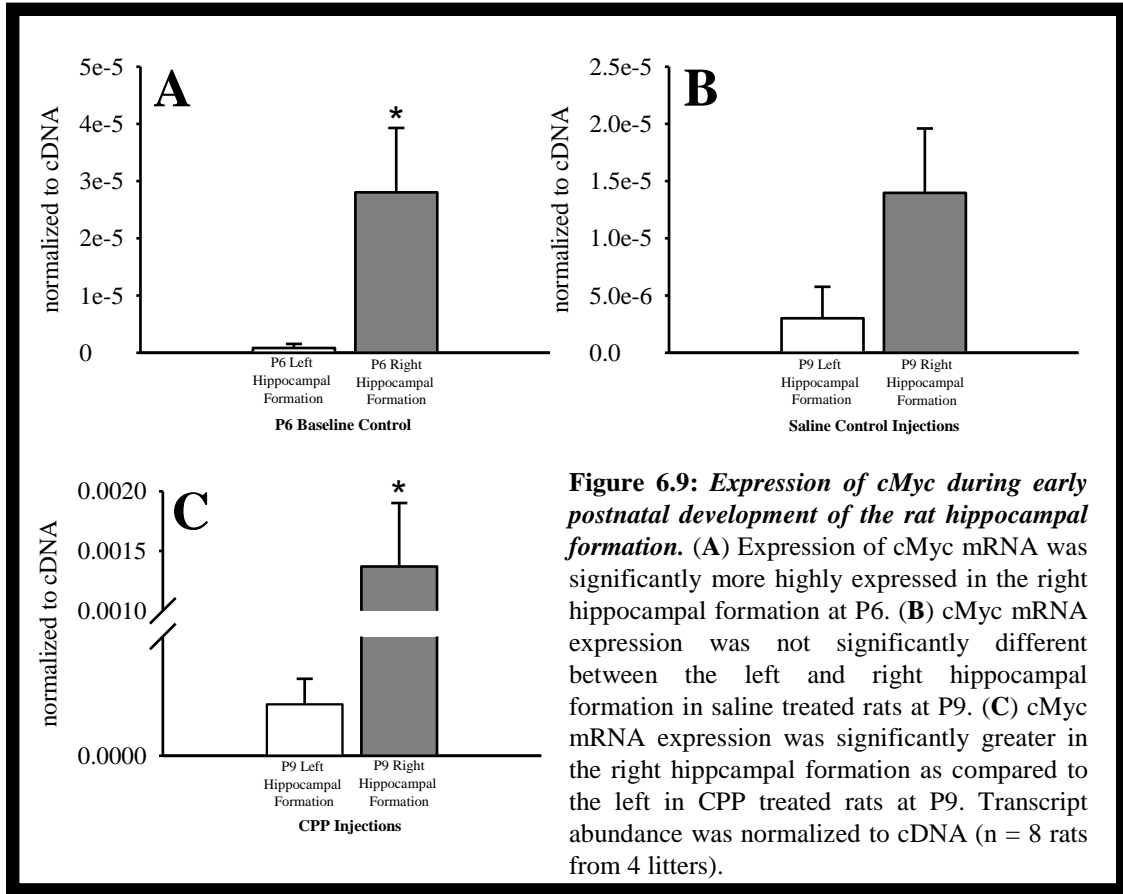 A
normalized to cDNA
5e-5
4e-5
3e-5
2e-5
1e-5
0
*
P6 Left
Hippocampal
Formation
P6 Right
Hippocampal
Formation
P6 Baseline Control
B
normalized to cDNA
2.5e-5
2.0e-5
1.5e-5
1.0e-5
5.0e-6
0.0
P9 Left
Hippocampal
Formation
P9 Right
Hippocampal
Formation
Saline Control Injections
C
normalized to cDNA
0.0020
0.0015
0.0010
0.0000
*
P9 Left
Hippocampal
Formation
P9 Right
Hippocampal
Formation
CPP Injections
Figure 6.9: Expression of cMyc during early
postnatal development of the rat hippocampal
formation. (A) Expression of cMyc mRNA was
significantly more highly expressed in the right
hippocampal formation at P6. (B) cMyc mRNA
expression was not significantly different
between the left and right hippocampal
formation in saline treated rats at P9. (C) cMyc
mRNA expression was significantly greater in
the right hippcampal formation as compared to
the left in CPP treated rats at P9. Transcript
abundance was normalized to cDNA (n = 8 rats
from 4 litters).